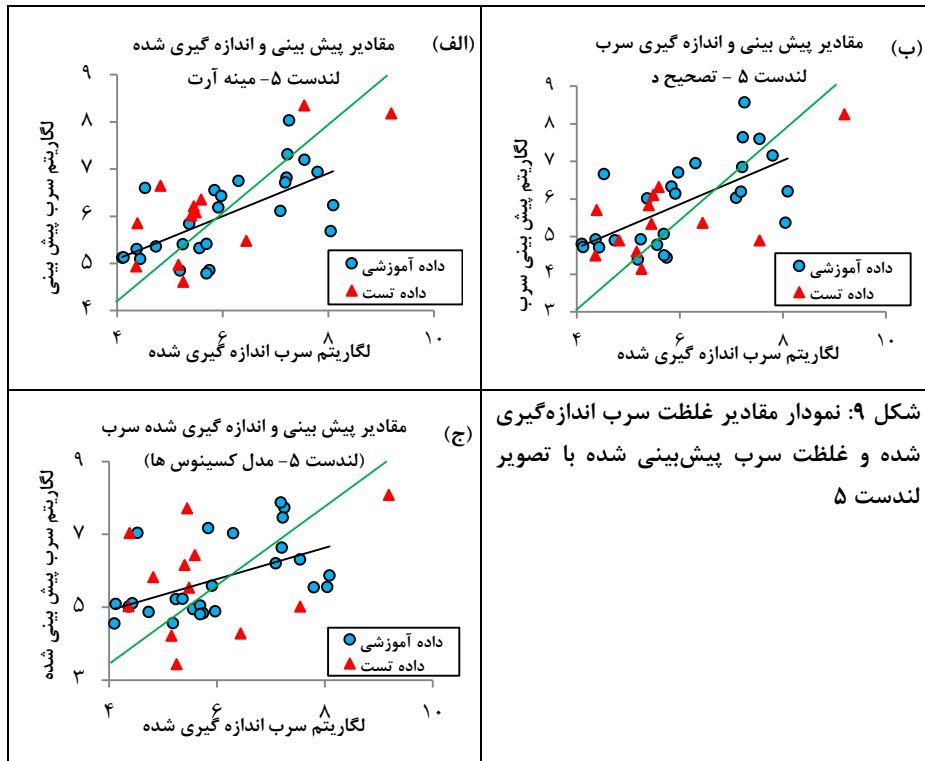 (الف)
مقادیر پیش بینی و اندازه گیری شده
لندست ۵- مینه آرت
لگاریتم سرب پیش بینی
۹
۸
۷
۶
۵
۴
داده آموزشی
داده تست
۴ ۶ ۸ ۱۰
لگاریتم سرب اندازه گیری شده
(ب)
مقادیر پیش بینی و اندازه گیری سرب
لندست ۵ - تصحیح د
لگاریتم پیش بینی سرب
۹
۸
۷
۶
۵
۴
۳
داده آموزشی
داده تست
۴ ۶ ۸ ۱۰
لگاریتم سرب اندازه گیری شده
(ج)
مقادیر پیش بینی و اندازه گیری شده سرب
(لندست ۵- مدل کسینوس ها)
لگاریتم سرب پیش بینی شده
۹
۷
۵
۳
داده آموزشی
داده تست
۴ ۶ ۸ ۱۰
لگاریتم سرب اندازه گیری شده
شکل ۹: نمودار مقادیر غلظت سرب اندازه‌گیری
شده و غلظت سرب پیش‌بینی شده با تصویر
لندست ۵